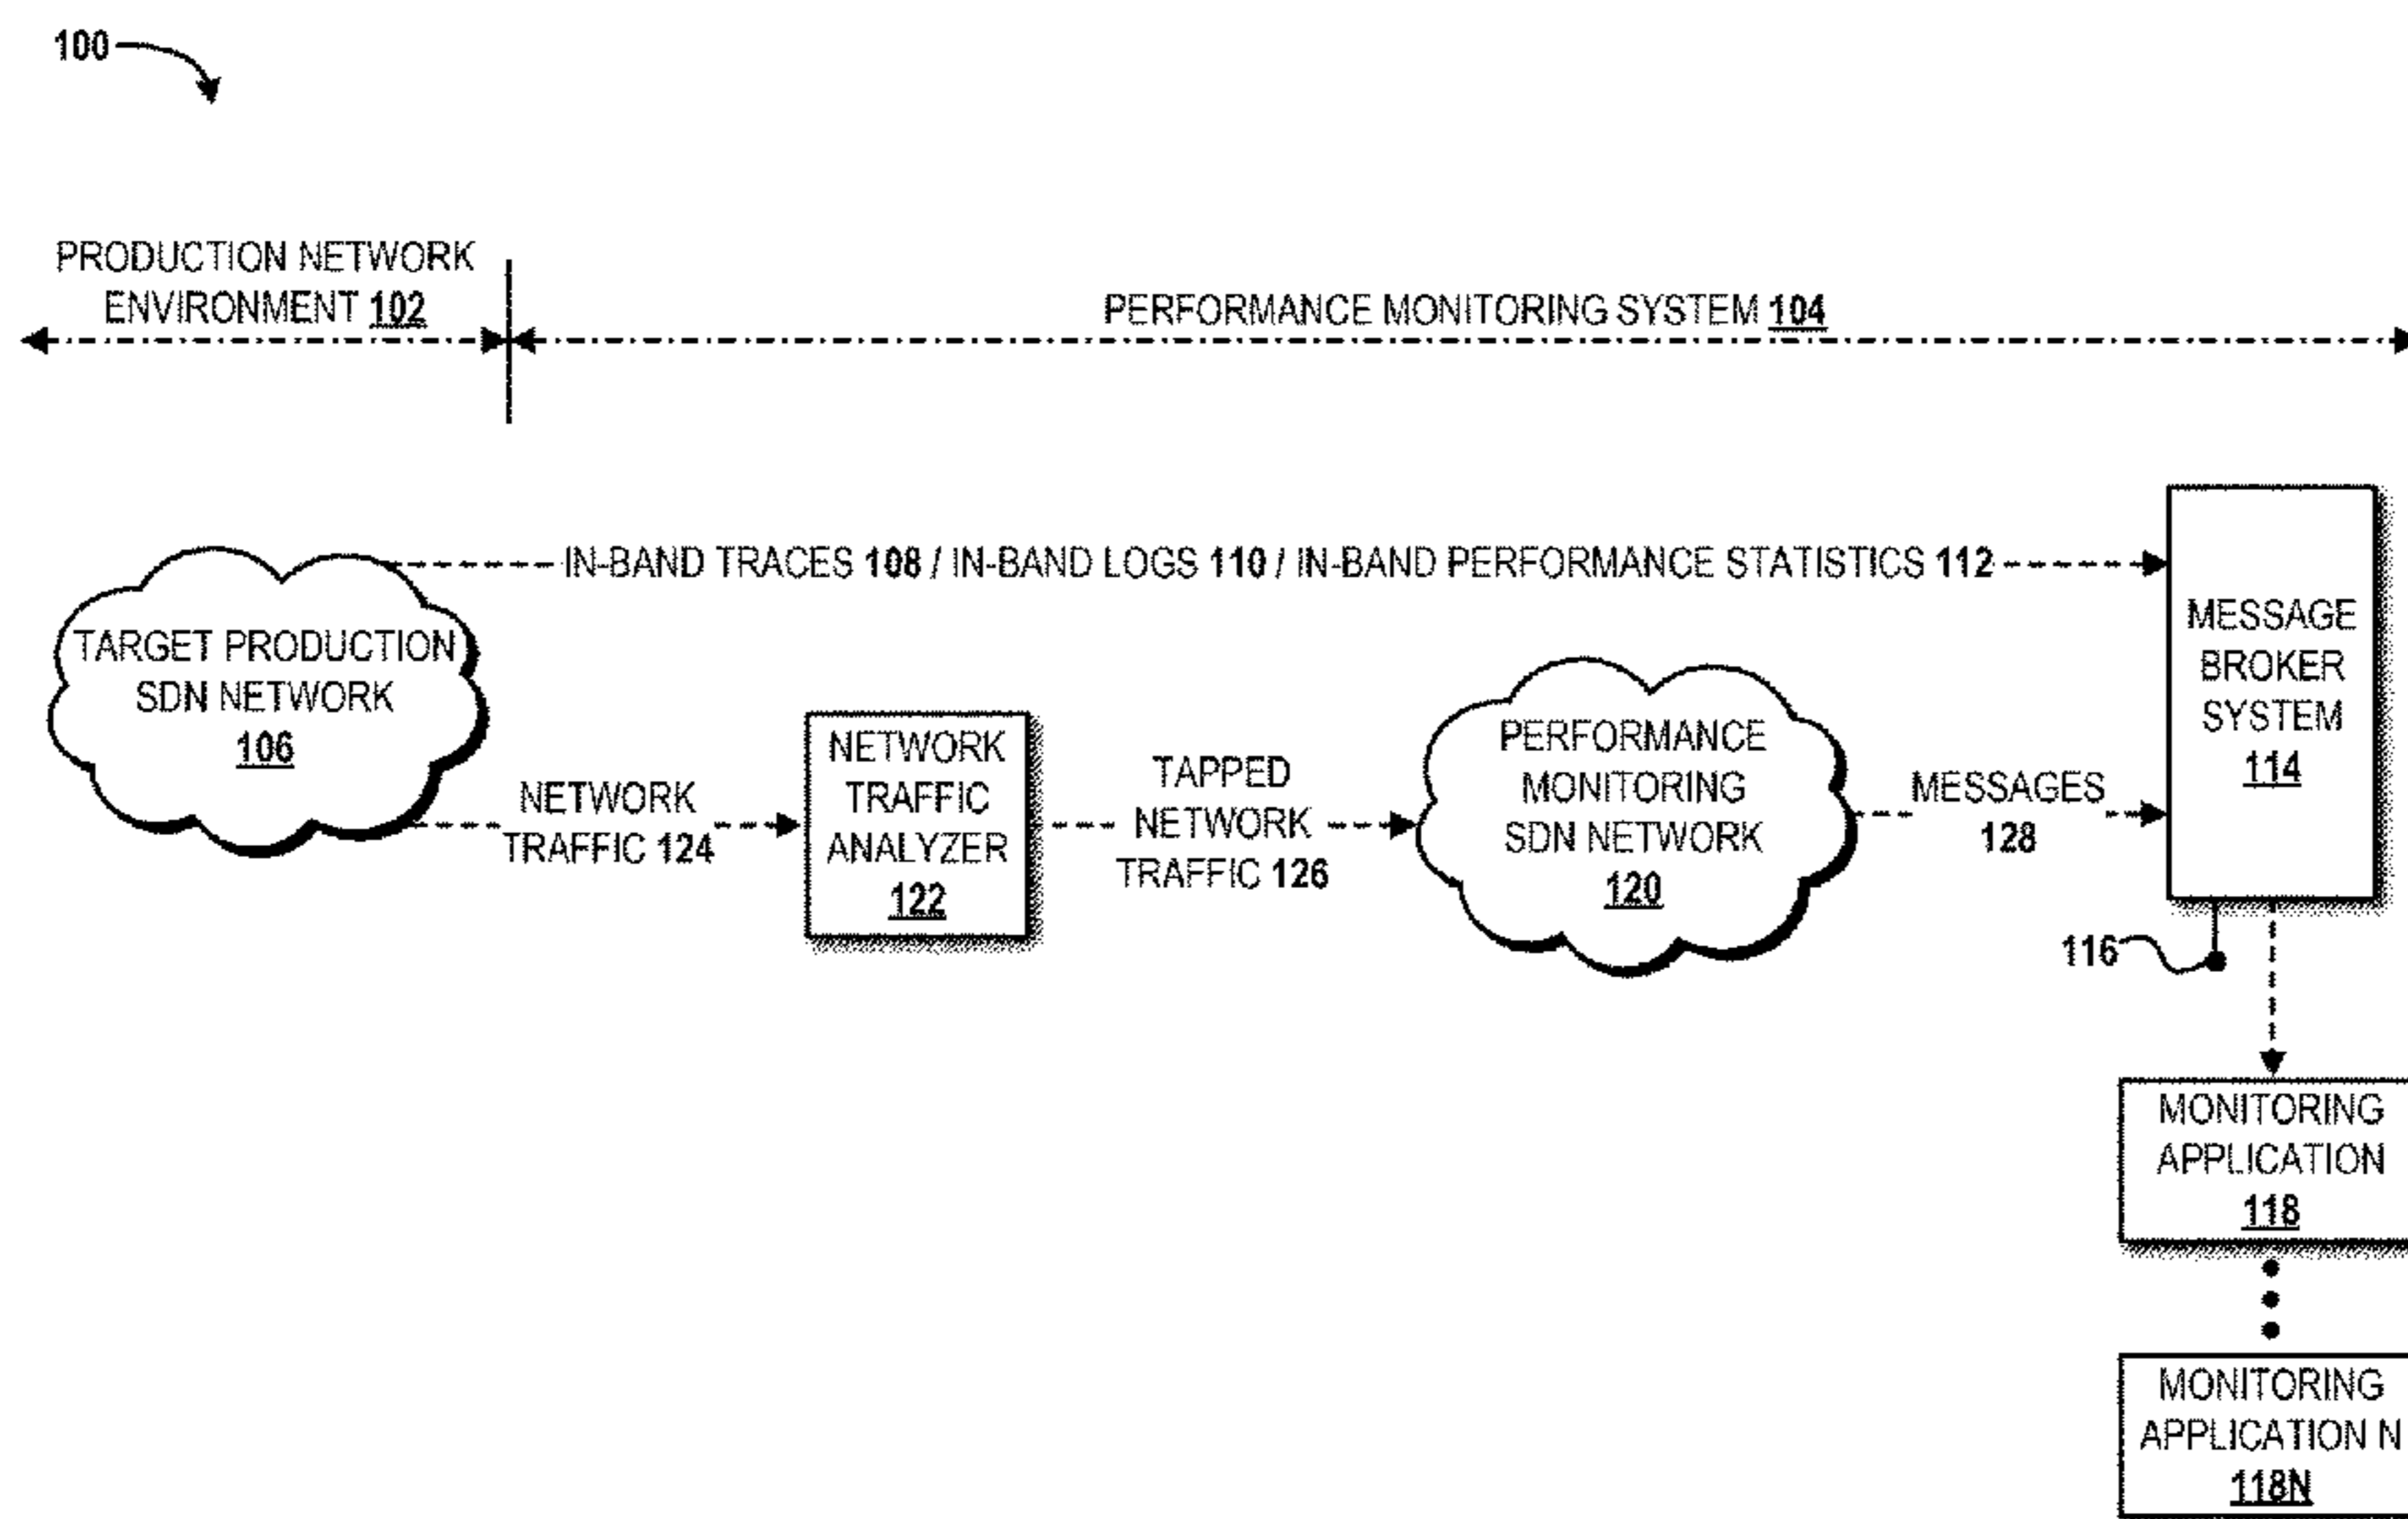 100
PRODUCTION NETWORK
ENVIRONMENT 102
PERFORMANCE MONITORING SYSTEM 104
IN-BAND TRACES 108 / IN-BAND LOGS 110 / IN-BAND PERFORMANCE STATISTICS 112
TARGET PRODUCTION
SDN NETWORK
106
NETWORK
TRAFFIC 124
NETWORK
TRAFFIC
ANALYZER
122
TAPPED
NETWORK
TRAFFIC 126
PERFORMANCE
MONITORING
SDN NETWORK
120
MESSAGES
128
MESSAGE
BROKER
SYSTEM
114
116
MONITORING
APPLICATION
118
MONITORING
APPLICATION N
118N